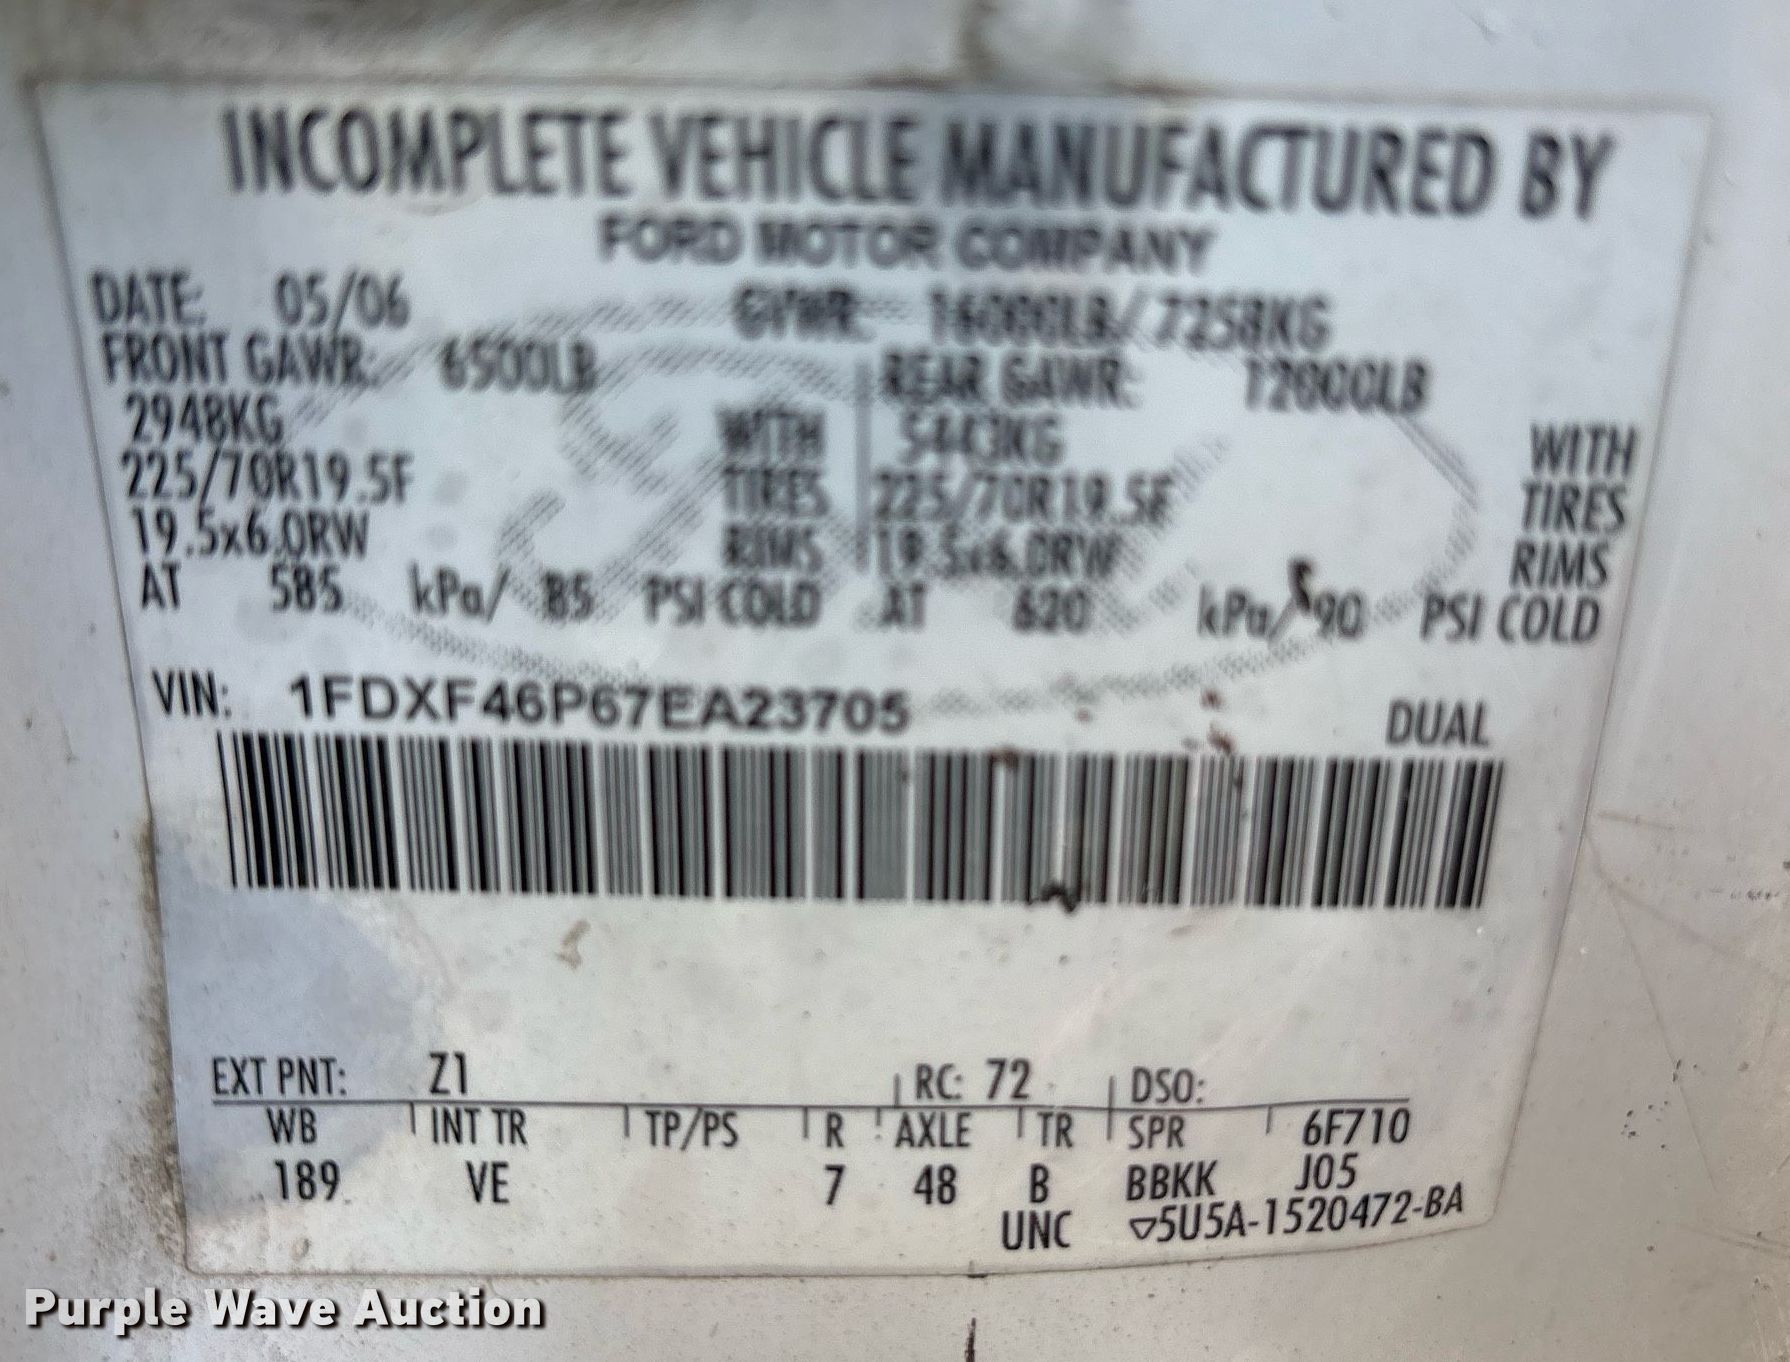 INCOMPLETE VEHICLE MANUFACTURED BY
FORD MOTOR COMPANY
DATE: 05/06 GVWR: 16000LB/ 7258KG
FRONT GAWR: 6500LB REAR GAWR: 12000LB
2948KG WITH 5443KG WITH
225/70R19.5F TIRES 225/70R19.5F TIRES
19.5x6.0RW RIMS 19.5x6.0RW RIMS
AT 585 kPa/ 85 PSI COLD AT 620 kPa/ 90 PSI COLD
VIN: 1FDXF46P67EA23705 DUAL
EXT PNT: Z1 RC: 72 DSO:
WB INT TR TP/PS R AXLE TR SPR 6F710
189 VE 7 48 B BBKK J05
UNC ▽5U5A-1520472-BA
Purple Wave Auction